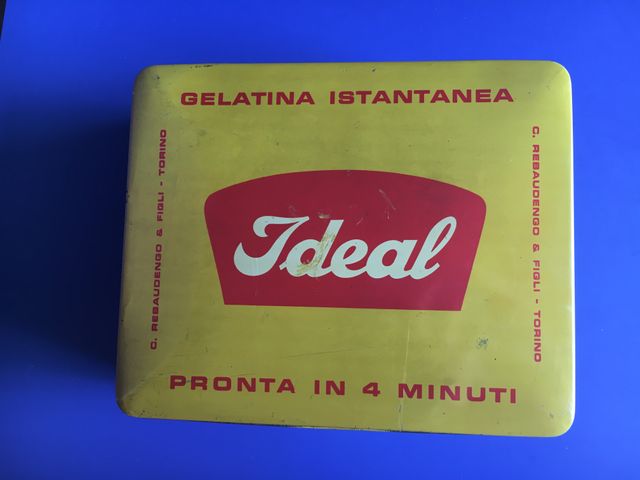 GELATINA ISTANTANEA
C. REBAUDENGO & FIGLI - TORINO
Ideal
C. REBAUDENGO & FIGLI - TORINO
PRONTA IN 4 MINUTI